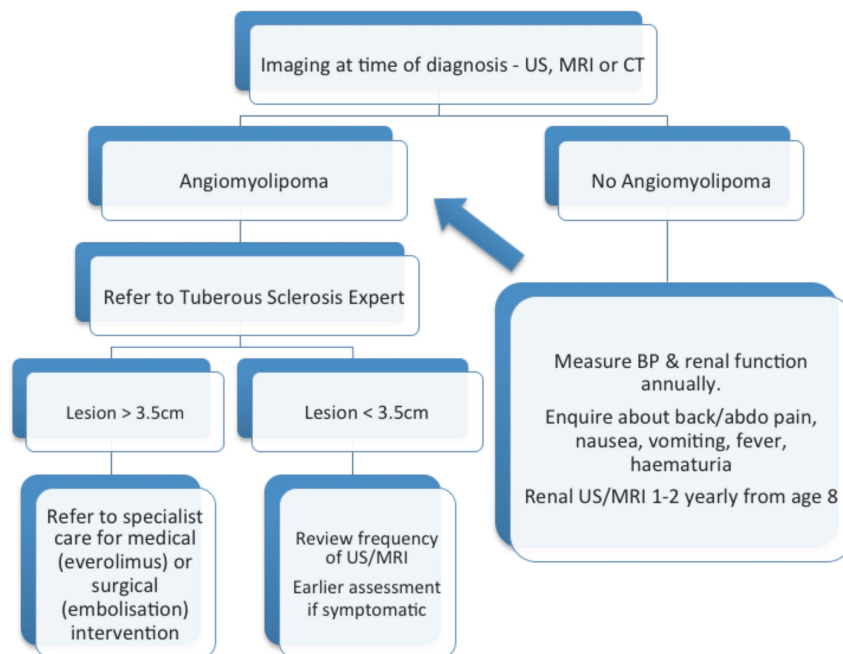 Imaging at time of diagnosis - US, MRI or CT
Angiomyolipoma
No Angiomyolipoma
Refer to Tuberous Sclerosis Expert
Lesion > 3.5cm
Lesion < 3.5cm
Refer to specialist
care for medical
(everolimus) or
surgical
(embolisation)
intervention
Review frequency
of US/MRI
Earlier assessment
if symptomatic
Measure BP & renal function
annually.
Enquire about back/abdo pain,
nausea, vomiting, fever,
haematuria
Renal US/MRI 1-2 yearly from age 8